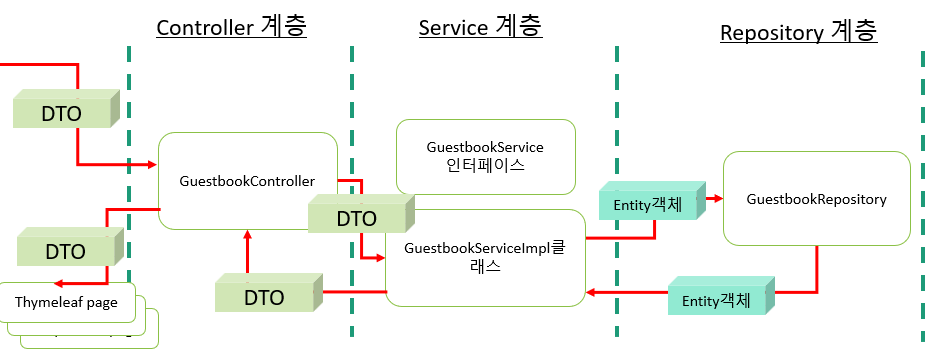 Controller 계층
Service 계층
Repository 계층
DTO
GuestbookController
GuestbookService
인터페이스
DTO
Entity객체
GuestbookRepository
DTO
GuestbookServiceImpl클
래스
DTO
Entity객체
Thymeleaf page